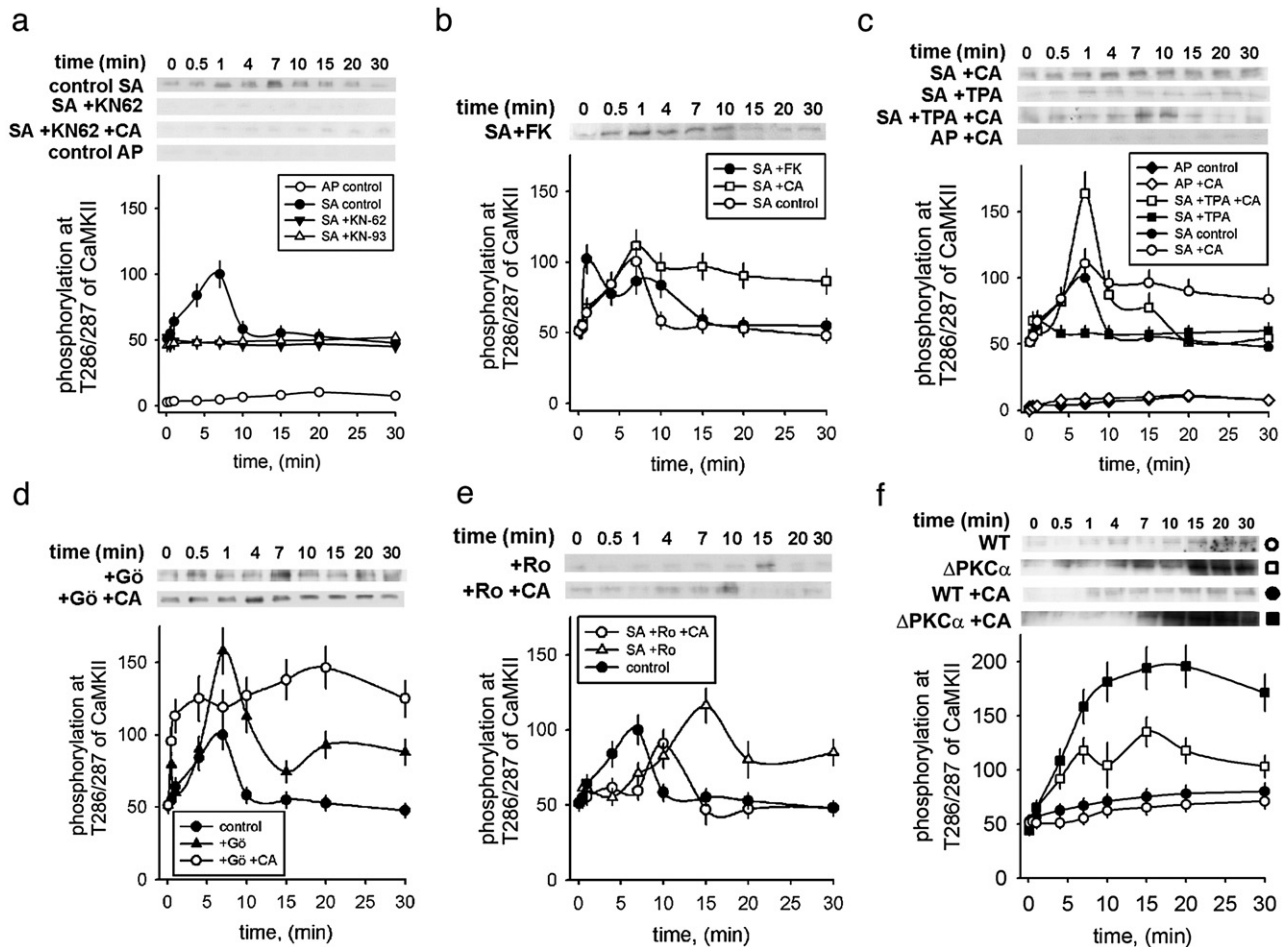 a
time (min) 0 0.5 1 4 7 10 15 20 30
control SA
SA +KN62
SA +KN62 +CA
control AP
phosphorylation at
T286/287 of CaMKII
150
100
50
0
AP control
SA control
SA +KN-62
SA +KN-93
0 5 10 15 20 25 30
time, (min)
b
time (min)
0 0.5 1 4 7 10 15 20 30
SA+FK
phosphorylation at
T286/287 of CaMKII
150
100
50
0
SA +FK
SA +CA
SA control
0 5 10 15 20 25 30
time, (min)
c
time (min) 0 0.5 1 4 7 10 15 20 30
SA +CA
SA +TPA
SA +TPA +CA
AP +CA
phosphorylation at
T286/287 of CaMKII
150
100
50
0
AP control
AP +CA
SA +TPA +CA
SA +TPA
SA control
SA +CA
0 5 10 15 20 25 30
time, (min)
d
time (min) 0 0.5 1 4 7 10 15 20 30
+Gö
+Gö +CA
phosphorylation at
T286/287 of CaMKII
150
100
50
0
control
+Gö
+Gö +CA
0 5 10 15 20 25 30
time, (min)
e
time (min) 0 0.5 1 4 7 10 15 20 30
+Ro
+Ro +CA
phosphorylation at
T286/287 of CaMKII
150
100
50
0
SA +Ro +CA
SA +Ro
control
0 5 10 15 20 25 30
time, (min)
f
time (min) 0 0.5 1 4 7 10 15 20 30
WT
ΔPKCα
WT +CA
ΔPKCα +CA
phosphorylation at
T286/287 of CaMKII
200
150
100
50
0
0 5 10 15 20 25 30
time, (min)